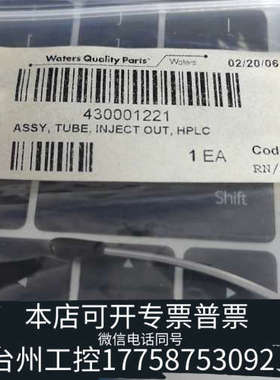 Waters Quality Parts™
Waters
02/20/06
430001221
ASSY, TUBE, INJECT OUT, HPLC
1 EA
Cod
RN/
Shift
本店可开专票普票
微信电话同号
台州工控17758753092